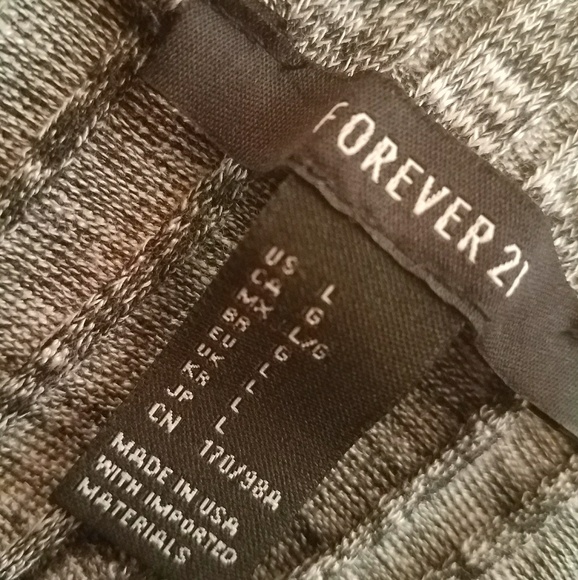 FOREVER 21
US L
CA G
MX L/G
BR G
EU L
UK L
KR L
JP L
CN 170/98A
MADE IN USA
WITH IMPORTED
MATERIALS